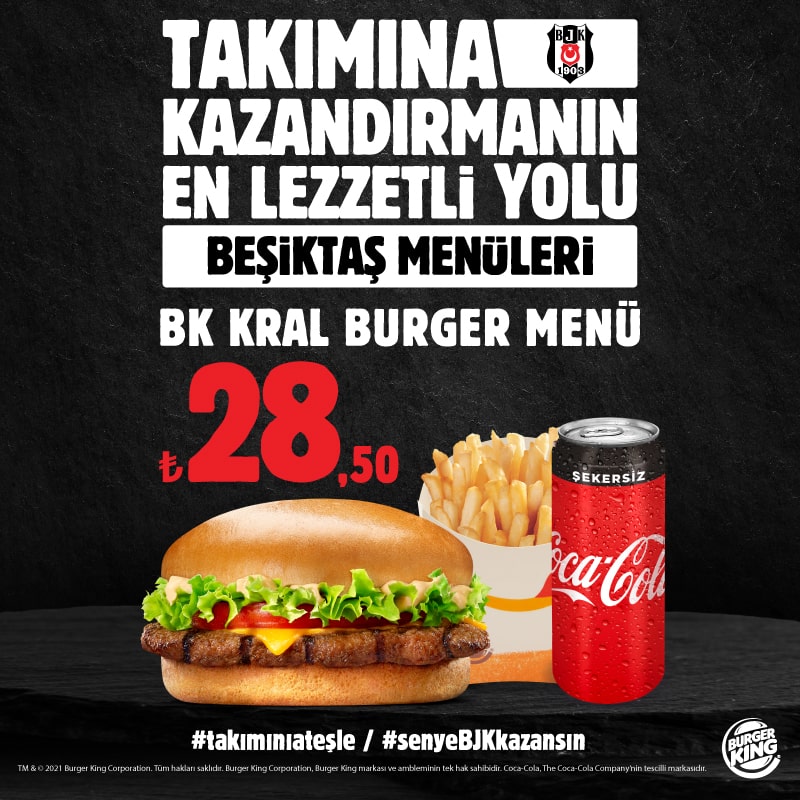 TAKIMINA
BJK
1903
KAZANDIRMANIN
EN LEZZETLİ YOLU
BEŞİKTAŞ MENÜLERİ
BK KRAL BURGER MENÜ
₺28,50
ŞEKERSİZ
Coca-Cola
#takımınıateşle / #senyeBJKkazansın
BURGER
KING
TM & © 2021 Burger King Corporation. Tüm hakları saklıdır. Burger King Corporation, Burger King markası ve ambleminin tek hak sahibidir. Coca-Cola, The Coca-Cola Company'nin tescilli markasıdır.